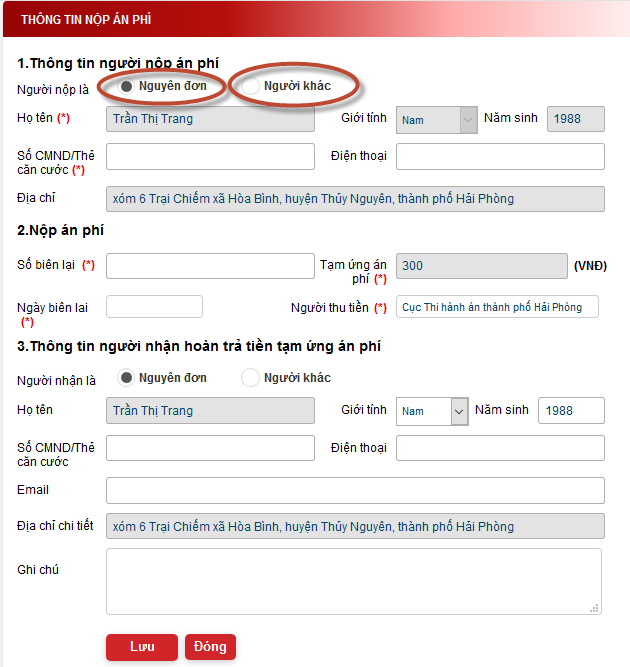 THÔNG TIN NỘP ÁN PHÍ
1.Thông tin người nộp án phí
Người nộp là Nguyên đơn Người khác
Họ tên (*) Trần Thị Trang Giới tính Nam Năm sinh 1988
Số CMND/Thẻ căn cước (*) Điện thoại
Địa chỉ xóm 6 Trại Chiếm xã Hòa Bình, huyện Thủy Nguyên, thành phố Hải Phòng
2.Nộp án phí
Số biên lại (*) Tạm ứng án phí (*) 300 (VNĐ)
Ngày biên lai (*) Người thu tiền (*) Cục Thi hành án thành phố Hải Phòng
3.Thông tin người nhận hoàn trả tiền tạm ứng án phí
Người nhận là Nguyên đơn Người khác
Họ tên Trần Thị Trang Giới tính Nam Năm sinh 1988
Số CMND/Thẻ căn cước Điện thoại
Email
Địa chỉ chi tiết xóm 6 Trại Chiếm xã Hòa Bình, huyện Thủy Nguyên, thành phố Hải Phòng
Ghi chú
Lưu Đóng